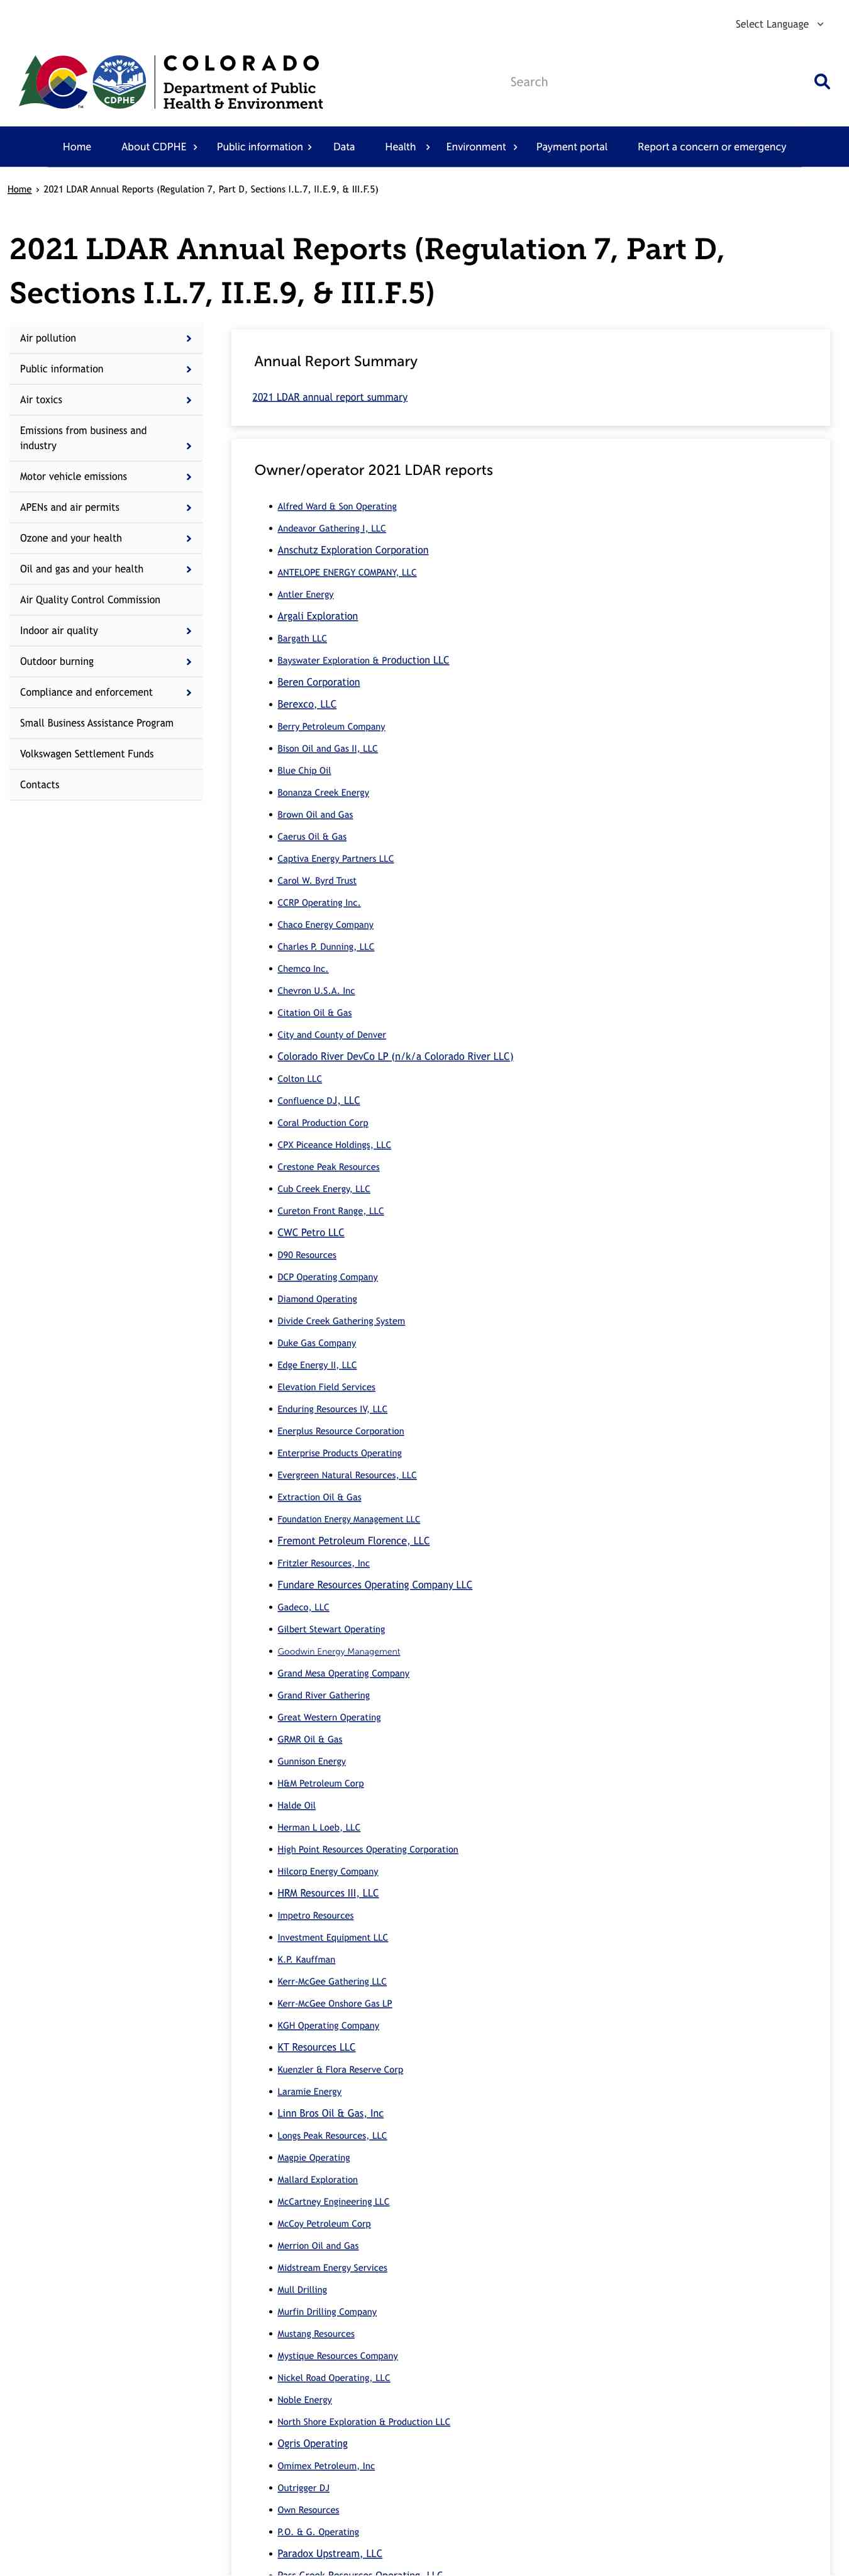 Select Language
COLORADO
Department of Public
Health & Environment
CDPHE
TM
Search
Home
About CDPHE
Public information
Data
Health
Environment
Payment portal
Report a concern or emergency
Home › 2021 LDAR Annual Reports (Regulation 7, Part D, Sections I.L.7, II.E.9, & III.F.5)
2021 LDAR Annual Reports (Regulation 7, Part D,
Sections I.L.7, II.E.9, & III.F.5)
Air pollution
Public information
Air toxics
Emissions from business and
industry
Motor vehicle emissions
APENs and air permits
Ozone and your health
Oil and gas and your health
Air Quality Control Commission
Indoor air quality
Outdoor burning
Compliance and enforcement
Small Business Assistance Program
Volkswagen Settlement Funds
Contacts
Annual Report Summary
2021 LDAR annual report summary
Owner/operator 2021 LDAR reports
Alfred Ward & Son Operating
Andeavor Gathering I, LLC
Anschutz Exploration Corporation
ANTELOPE ENERGY COMPANY, LLC
Antler Energy
Argali Exploration
Bargath LLC
Bayswater Exploration & Production LLC
Beren Corporation
Berexco, LLC
Berry Petroleum Company
Bison Oil and Gas II, LLC
Blue Chip Oil
Bonanza Creek Energy
Brown Oil and Gas
Caerus Oil & Gas
Captiva Energy Partners LLC
Carol W. Byrd Trust
CCRP Operating Inc.
Chaco Energy Company
Charles P. Dunning, LLC
Chemco Inc.
Chevron U.S.A. Inc
Citation Oil & Gas
City and County of Denver
Colorado River DevCo LP (n/k/a Colorado River LLC)
Colton LLC
Confluence DJ, LLC
Coral Production Corp
CPX Piceance Holdings, LLC
Crestone Peak Resources
Cub Creek Energy, LLC
Cureton Front Range, LLC
CWC Petro LLC
D90 Resources
DCP Operating Company
Diamond Operating
Divide Creek Gathering System
Duke Gas Company
Edge Energy II, LLC
Elevation Field Services
Enduring Resources IV, LLC
Enerplus Resource Corporation
Enterprise Products Operating
Evergreen Natural Resources, LLC
Extraction Oil & Gas
Foundation Energy Management LLC
Fremont Petroleum Florence, LLC
Fritzler Resources, Inc
Fundare Resources Operating Company LLC
Gadeco, LLC
Gilbert Stewart Operating
Goodwin Energy Management
Grand Mesa Operating Company
Grand River Gathering
Great Western Operating
GRMR Oil & Gas
Gunnison Energy
H&M Petroleum Corp
Halde Oil
Herman L Loeb, LLC
High Point Resources Operating Corporation
Hilcorp Energy Company
HRM Resources III, LLC
Impetro Resources
Investment Equipment LLC
K.P. Kauffman
Kerr-McGee Gathering LLC
Kerr-McGee Onshore Gas LP
KGH Operating Company
KT Resources LLC
Kuenzler & Flora Reserve Corp
Laramie Energy
Linn Bros Oil & Gas, Inc
Longs Peak Resources, LLC
Magpie Operating
Mallard Exploration
McCartney Engineering LLC
McCoy Petroleum Corp
Merrion Oil and Gas
Midstream Energy Services
Mull Drilling
Murfin Drilling Company
Mustang Resources
Mystique Resources Company
Nickel Road Operating, LLC
Noble Energy
North Shore Exploration & Production LLC
Ogris Operating
Omimex Petroleum, Inc
Outrigger DJ
Own Resources
P.O. & G. Operating
Paradox Upstream, LLC
Pass Creek Resources Operating, LLC